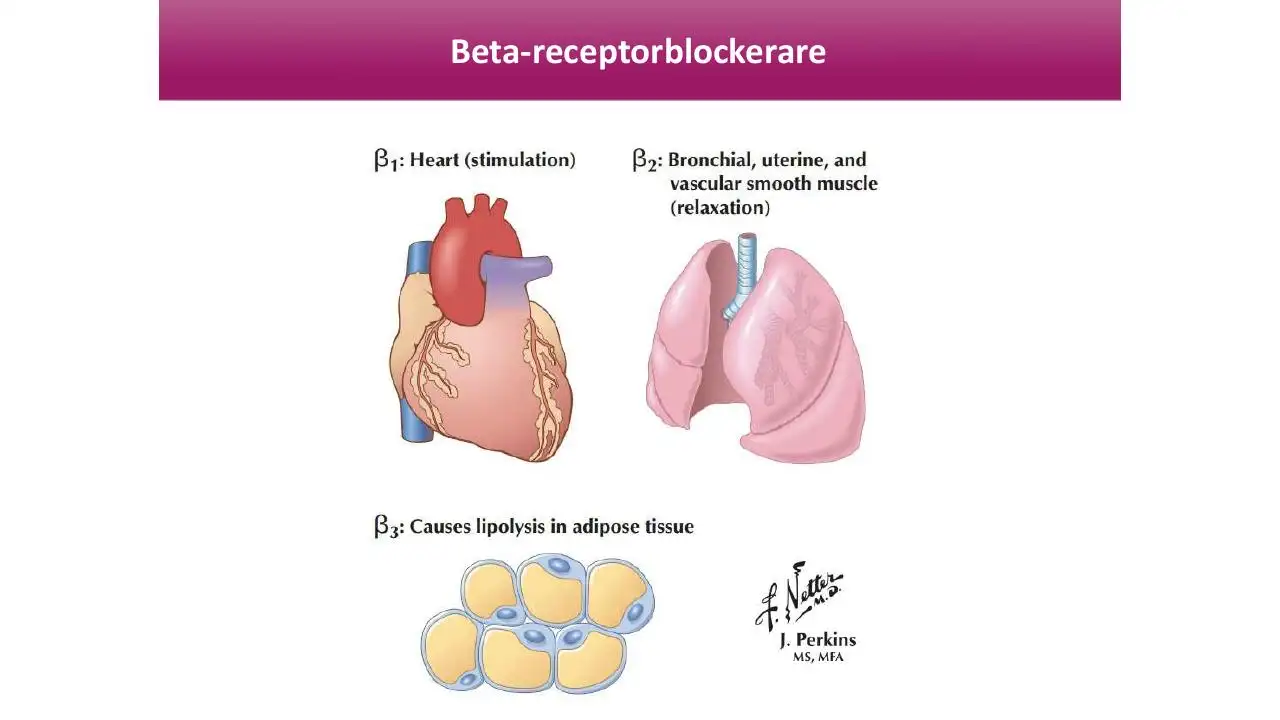 Beta-receptorblockerare
β1: Heart (stimulation)
β2: Bronchial, uterine, and
vascular smooth muscle
(relaxation)
β3: Causes lipolysis in adipose tissue
F. Netter
M.D.
J. Perkins
MS, MFA